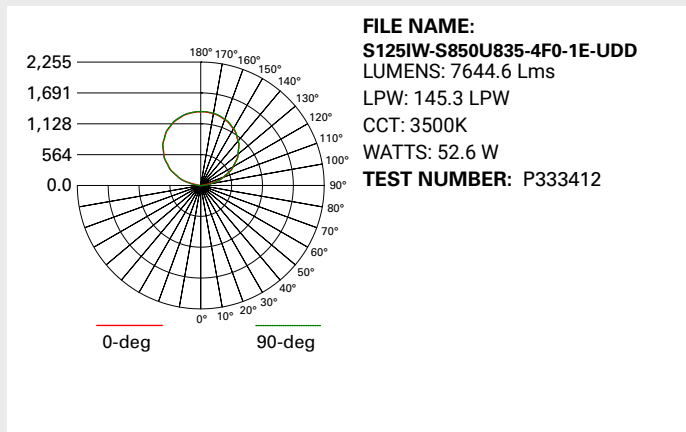 2,255
1,691
1,128
564
0.0
180°
170°
160°
150°
140°
130°
120°
110°
100°
90°
80°
70°
60°
50°
40°
30°
20°
10°
0°
0-deg
90-deg
FILE NAME:
S125IW-S850U835-4F0-1E-UDD
LUMENS: 7644.6 Lms
LPW: 145.3 LPW
CCT: 3500K
WATTS: 52.6 W
TEST NUMBER: P333412